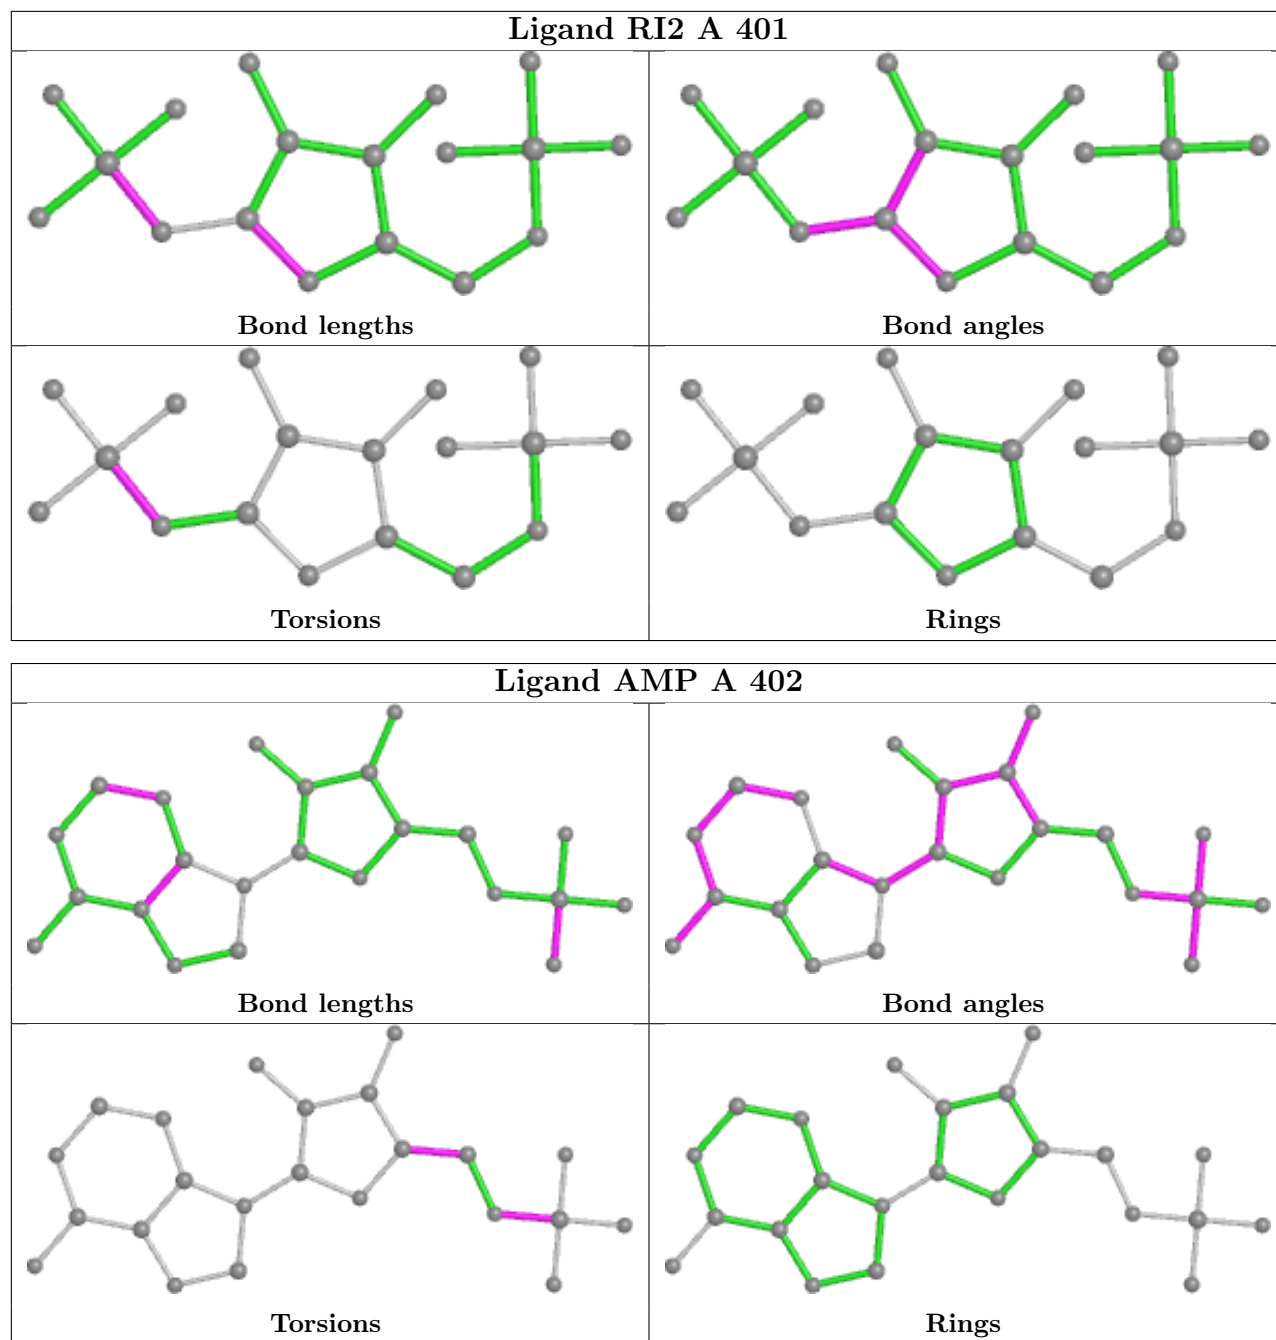 Ligand RI2 A 401
Bond lengths
Bond angles
Torsions
Rings
Ligand AMP A 402
Bond lengths
Bond angles
Torsions
Rings